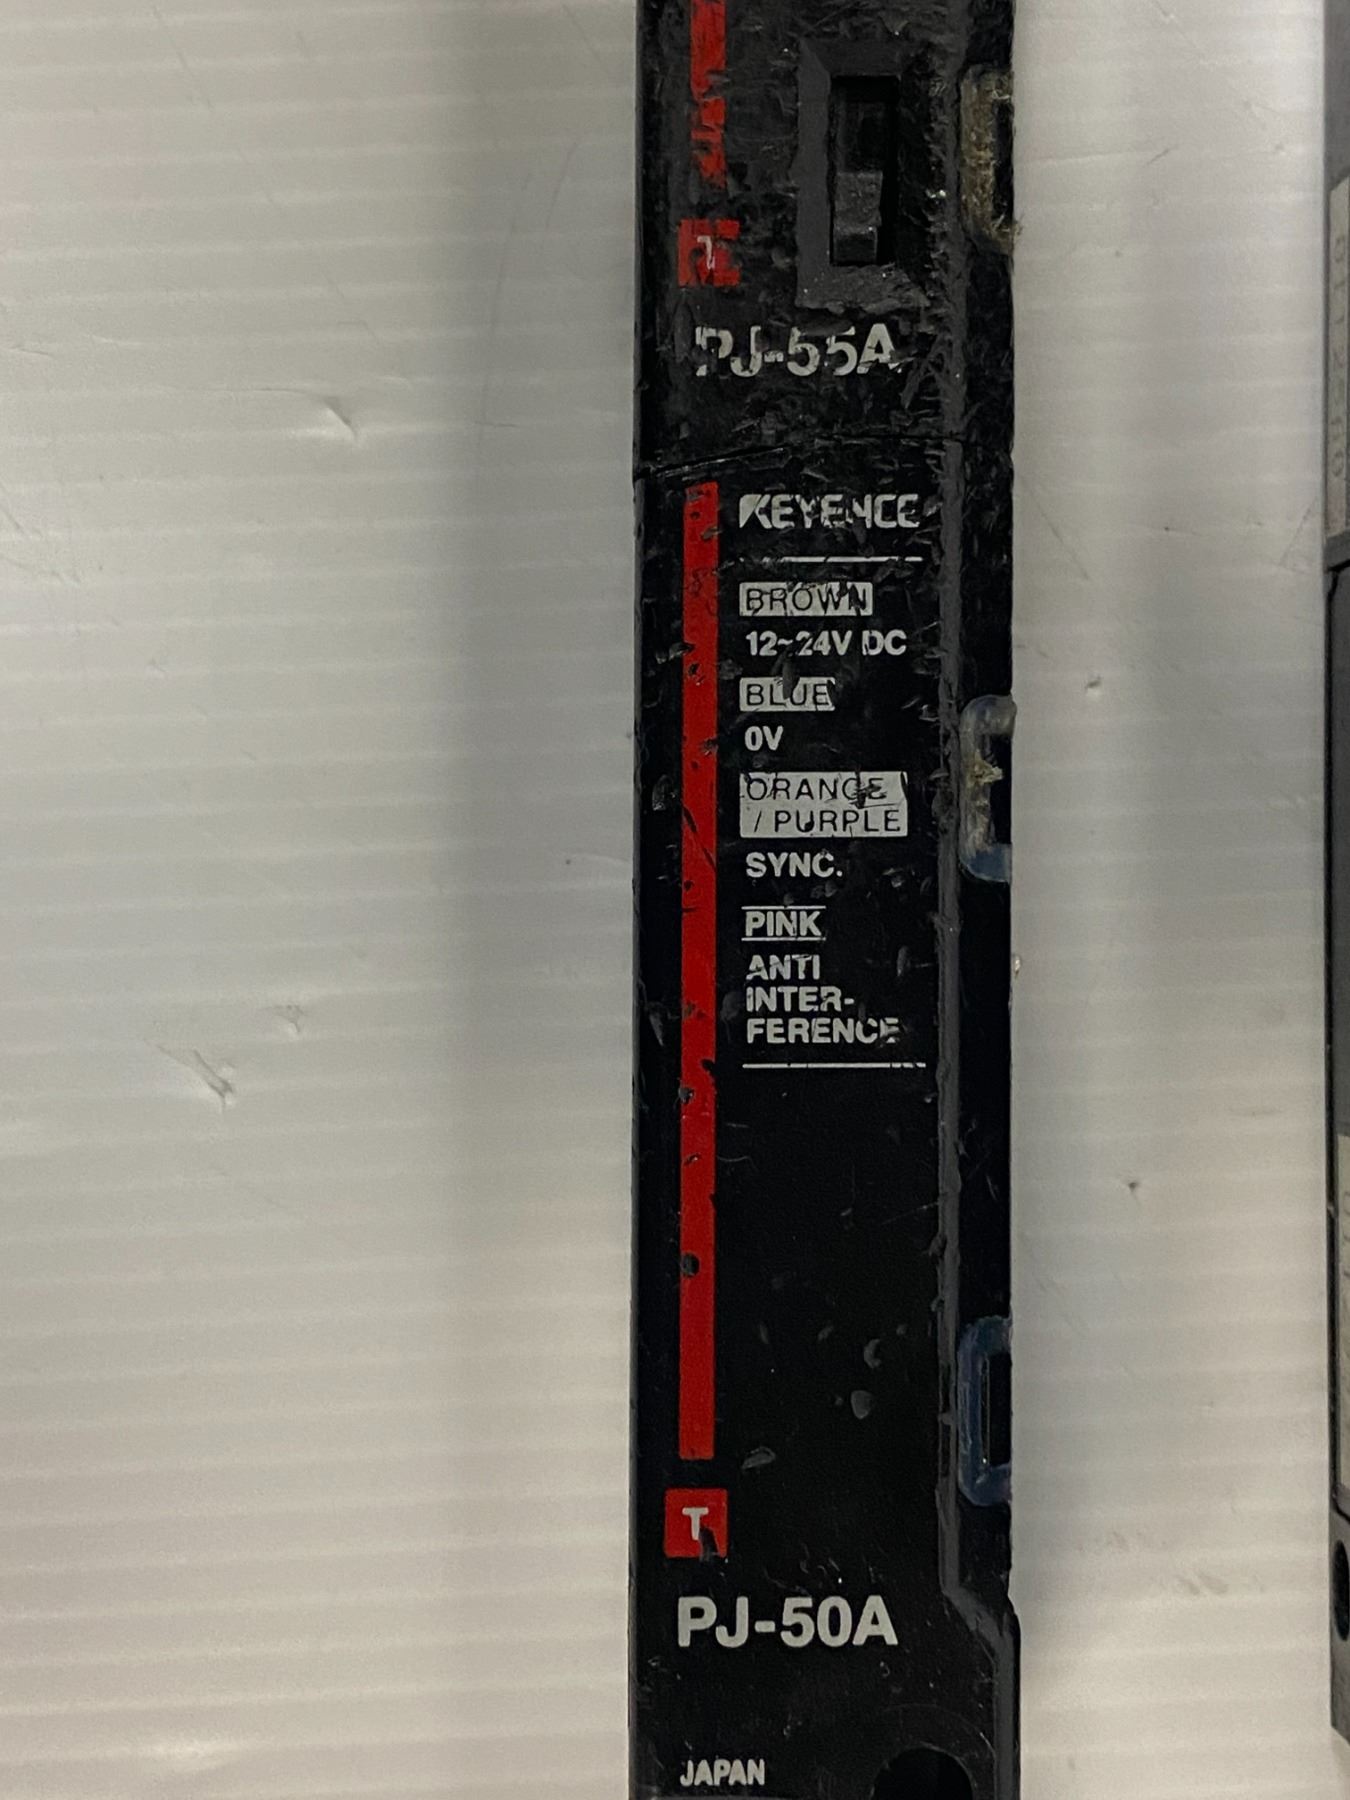 T
PJ-55A
KEYENCE
BROWN
12~24V DC
BLUE
0V
ORANGE
/ PURPLE
SYNC.
PINK
ANTI
INTER-
FERENCE
T
PJ-50A
JAPAN